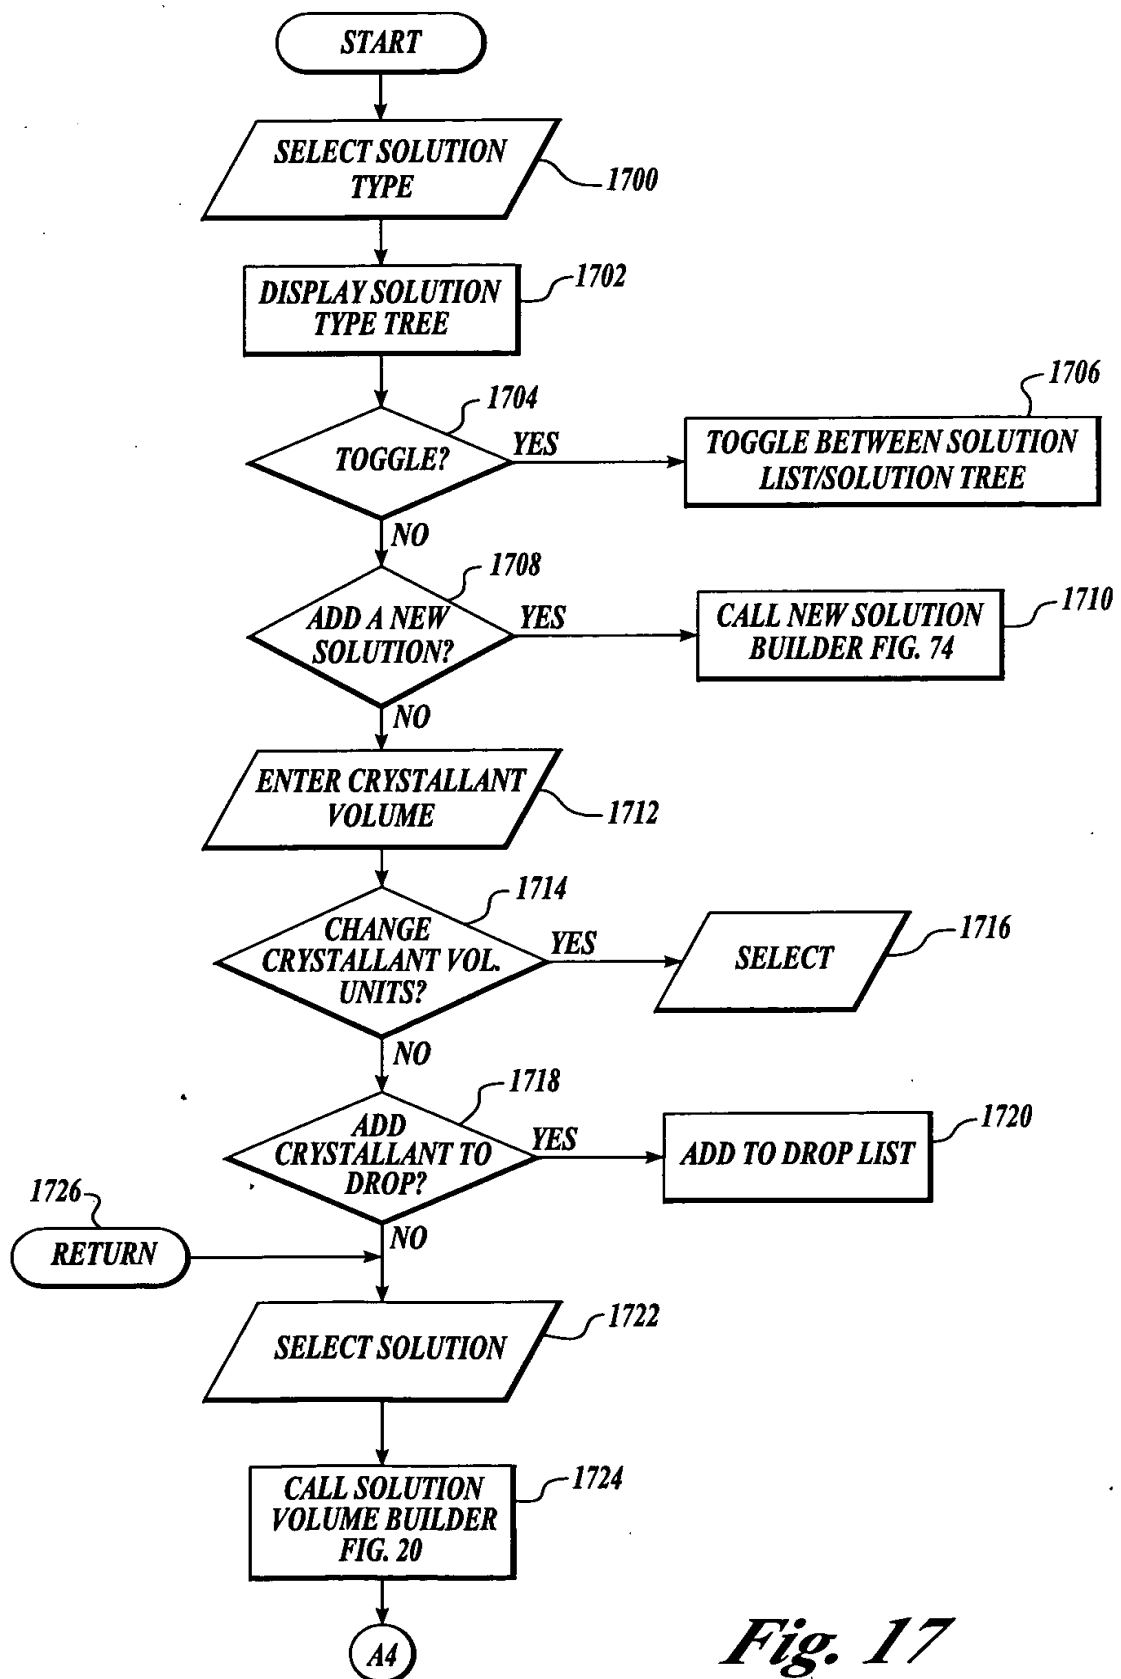 START
SELECT SOLUTION
TYPE
1700
DISPLAY SOLUTION
TYPE TREE
1702
TOGGLE?
1704
YES
TOGGLE BETWEEN SOLUTION
LIST/SOLUTION TREE
1706
NO
ADD A NEW
SOLUTION?
1708
YES
CALL NEW SOLUTION
BUILDER FIG. 74
1710
NO
ENTER CRYSTALLANT
VOLUME
1712
CHANGE
CRYSTALLANT VOL.
UNITS?
1714
YES
SELECT
1716
NO
ADD
CRYSTALLANT TO
DROP?
1718
YES
ADD TO DROP LIST
1720
NO
1726
RETURN
SELECT SOLUTION
1722
CALL SOLUTION
VOLUME BUILDER
FIG. 20
1724
A4
Fig. 17